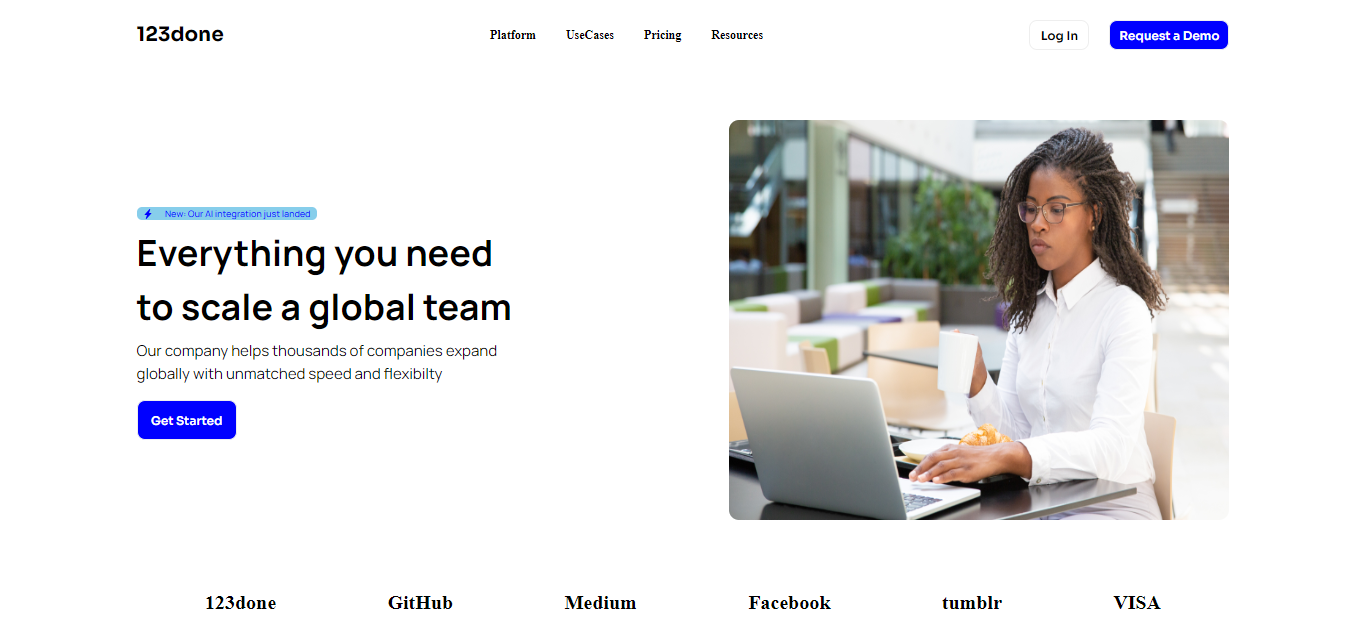 123done
Platform UseCases Pricing Resources
Log In Request a Demo
New: Our AI integration just landed
Everything you need
to scale a global team
Our company helps thousands of companies expand
globally with unmatched speed and flexibilty
Get Started
123done GitHub Medium Facebook tumblr VISA